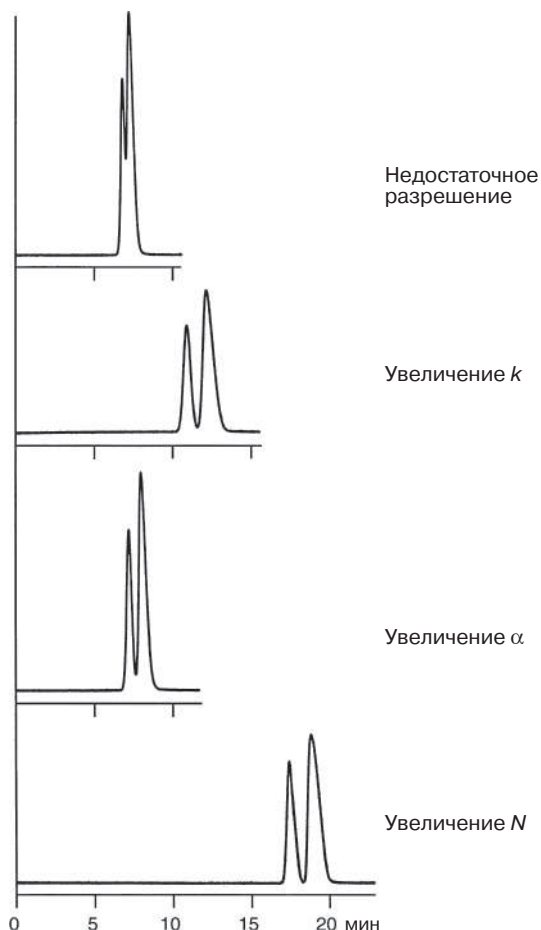 Недостаточное
разрешение
Увеличение k
Увеличение α
Увеличение N
0 5 10 15 20 мин